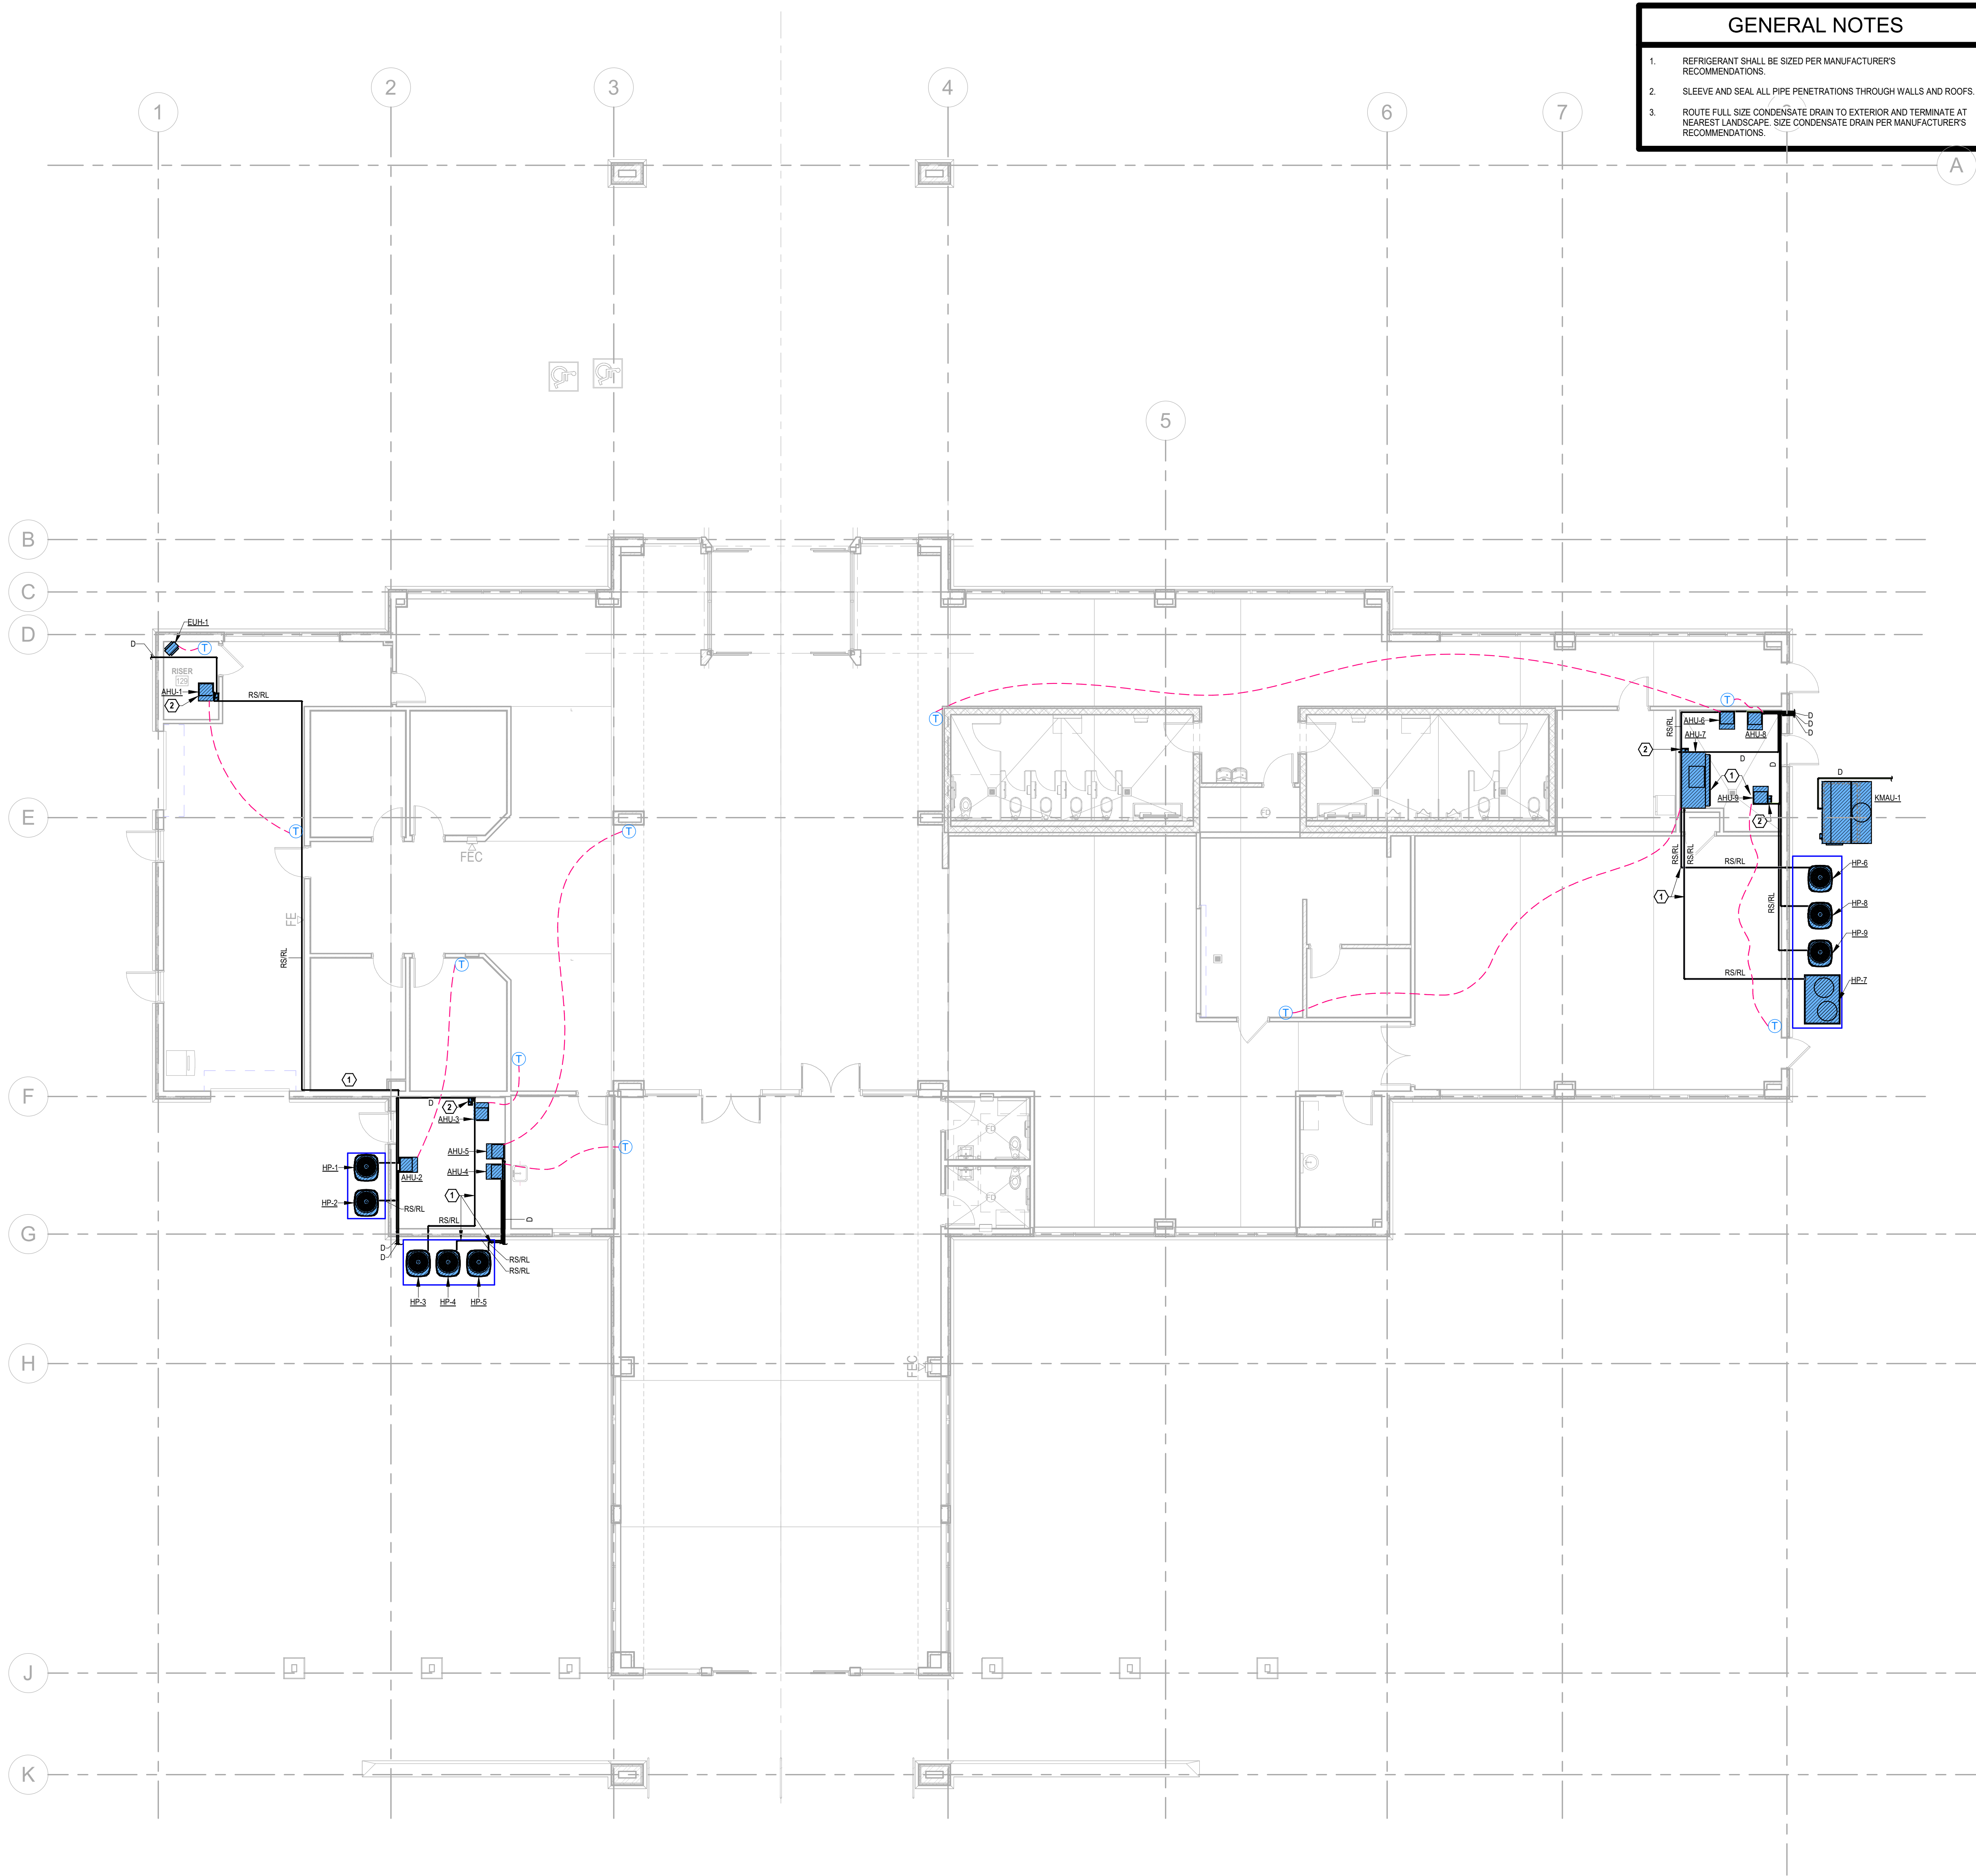 GENERAL NOTES
1. REFRIGERANT SHALL BE SIZED PER MANUFACTURER'S
RECOMMENDATIONS.
2. SLEEVE AND SEAL ALL PIPE PENETRATIONS THROUGH WALLS AND ROOFS.
3. ROUTE FULL SIZE CONDENSATE DRAIN TO EXTERIOR AND TERMINATE AT
NEAREST LANDSCAPE. SIZE CONDENSATE DRAIN PER MANUFACTURER'S
RECOMMENDATIONS.
1
2
3
4
6
7
A
5
B
C
D
EUH-1
D
T
RISER
129
AHU-1
2
RS/RL
T
T
AHU-6
AHU-7
AHU-8
RS/RL
D
D
D
2
D
D
1
D
AHU-9
2
KMAU-1
E
T
T
FEC
FD
RS/RL
RS/RL
RS/RL
HP-6
1
RS/RL
HP-8
FE
HP-9
RS/RL
T
RS/RL
HP-7
T
T
T
1
F
D
2
AHU-3
FD
AHU-5
T
HP-1
AHU-2
AHU-4
T
HP-2
1
RS/RL
RS/RL
D
FD
G
D
D
RS/RL
RS/RL
HP-3
HP-4
HP-5
H
FEC
J
K